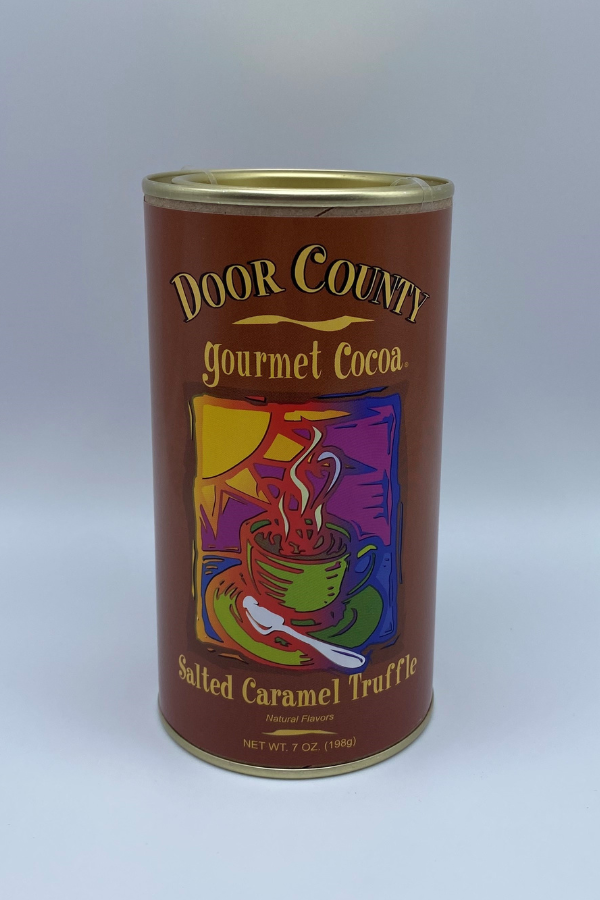 DOOR COUNTY
gourmet Cocoa
Salted Caramel Truffle
Natural Flavors
NET WT. 7 OZ. (198g)